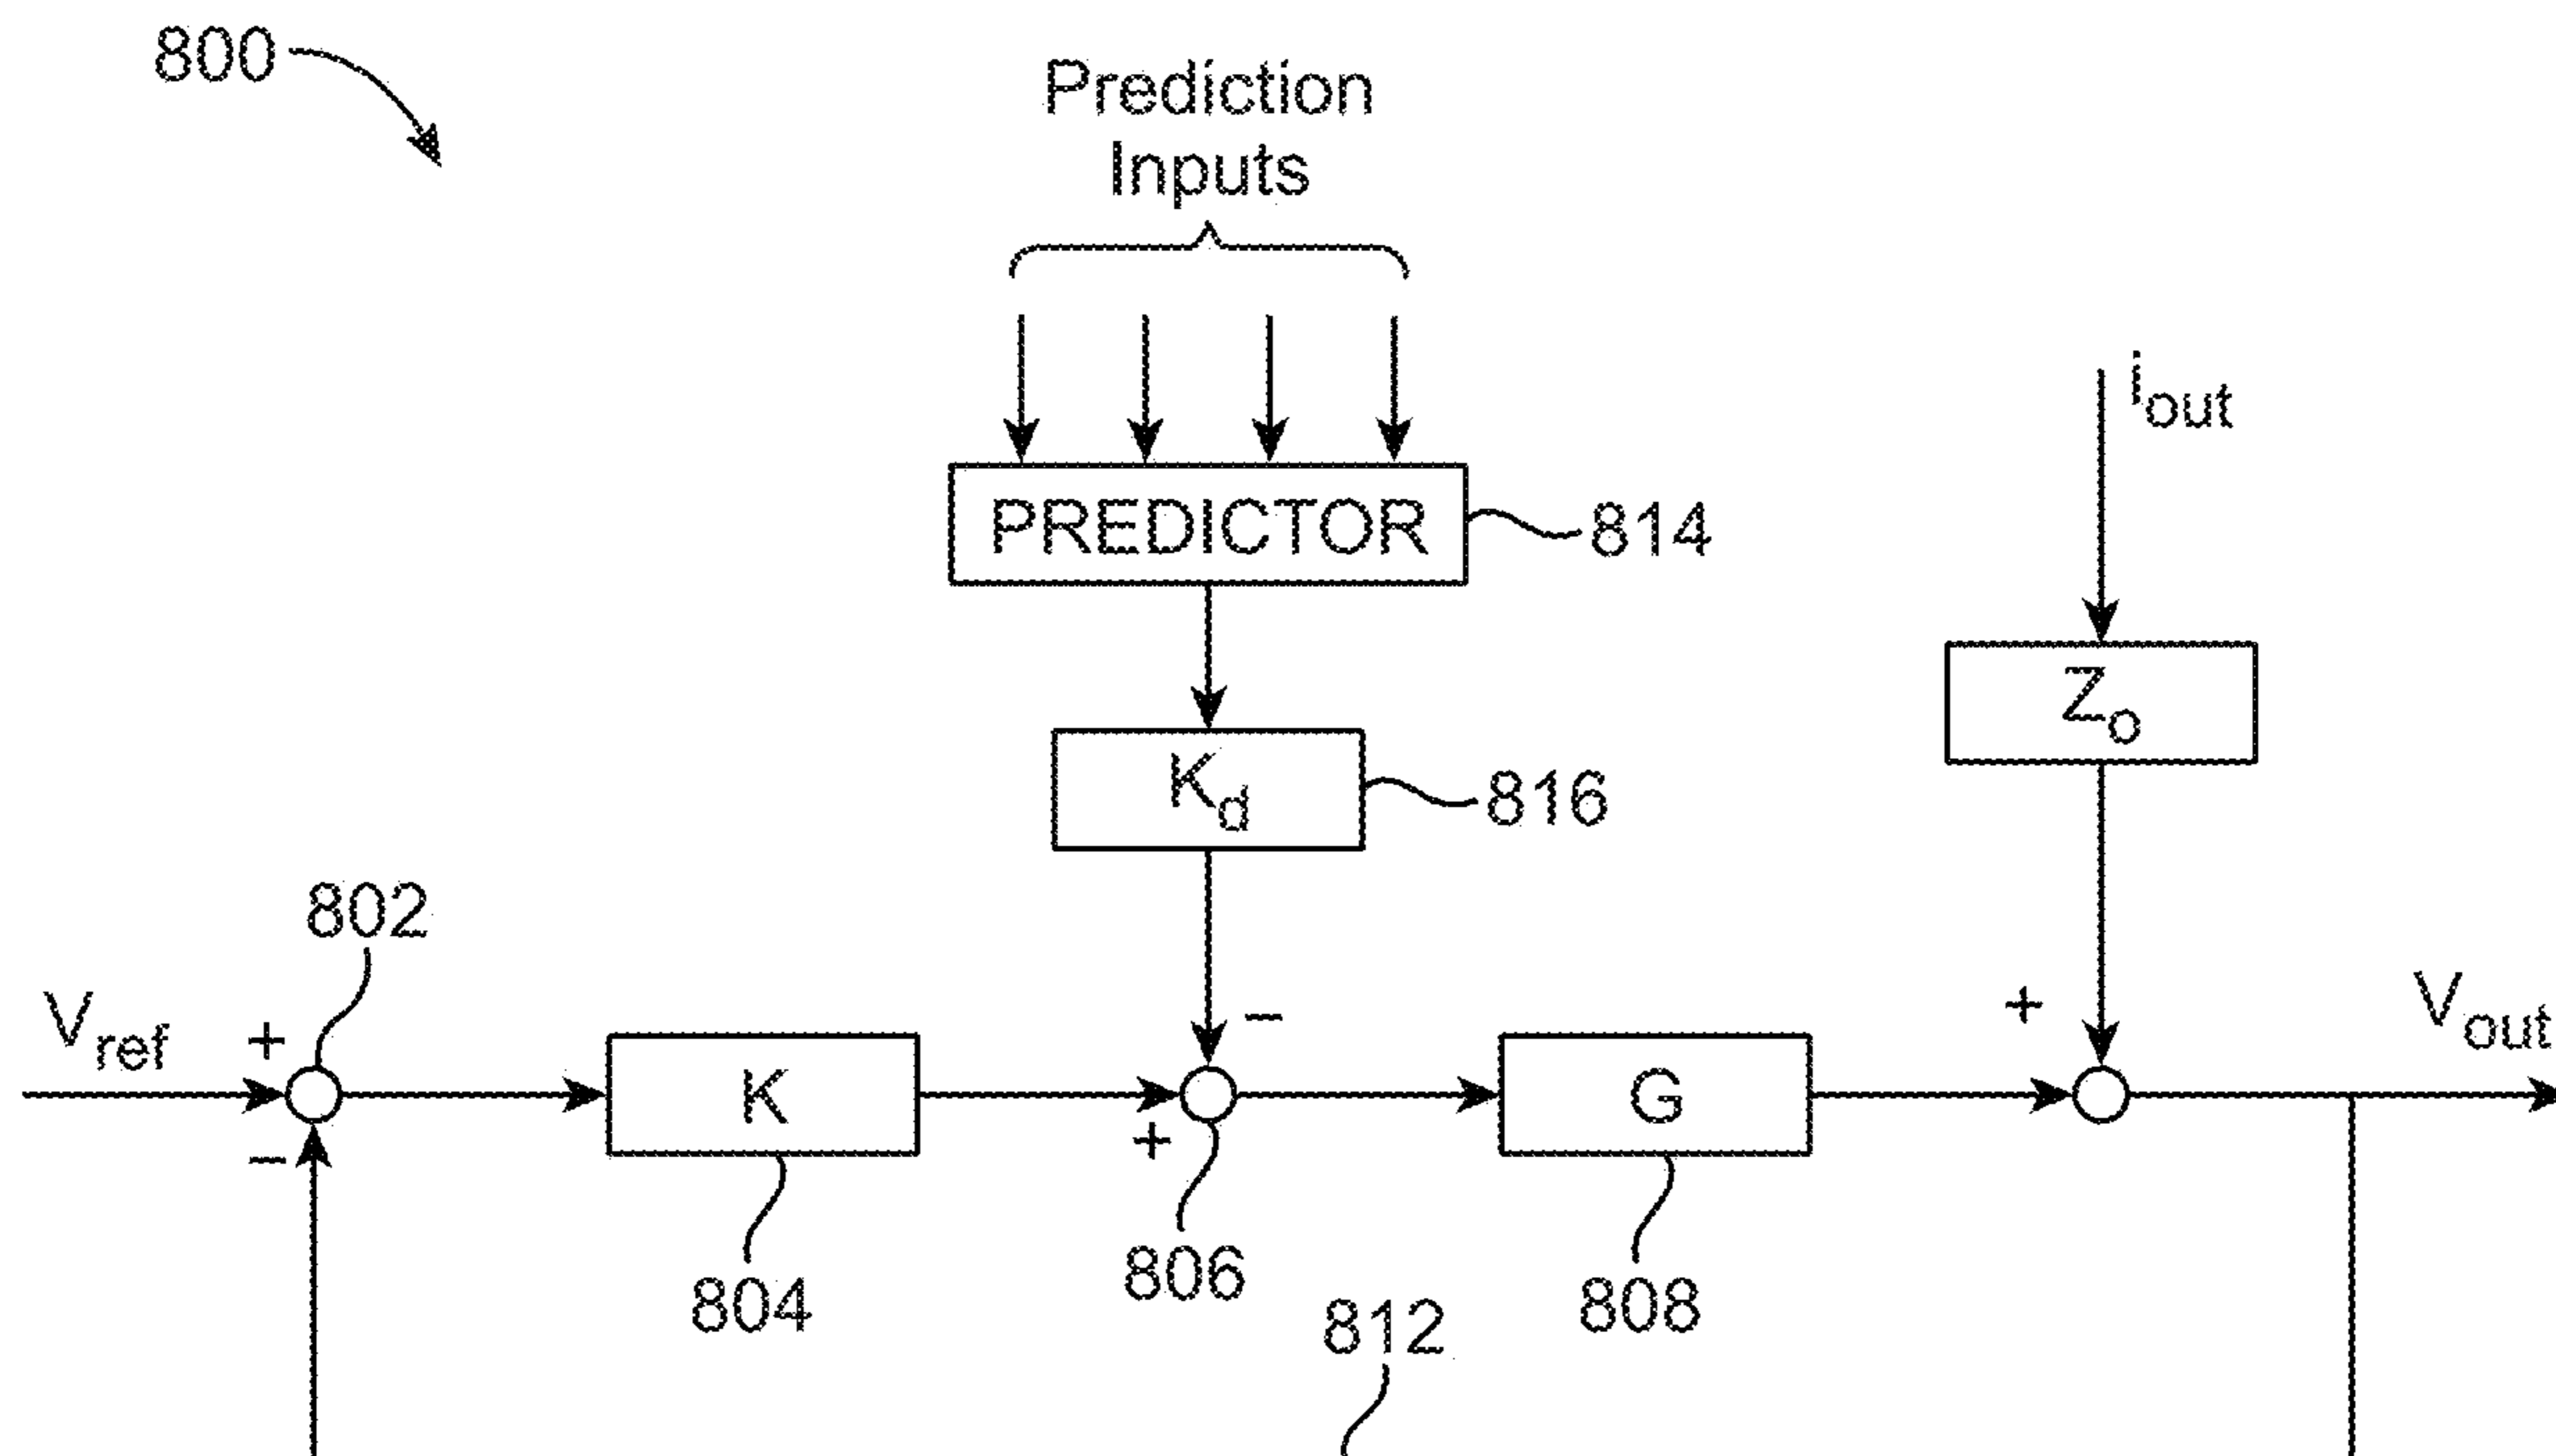 800
Prediction
Inputs
i_out
PREDICTOR
814
Z_o
K_d
816
802
V_ref
+
−
K
804
+
−
806
G
808
+
V_out
812